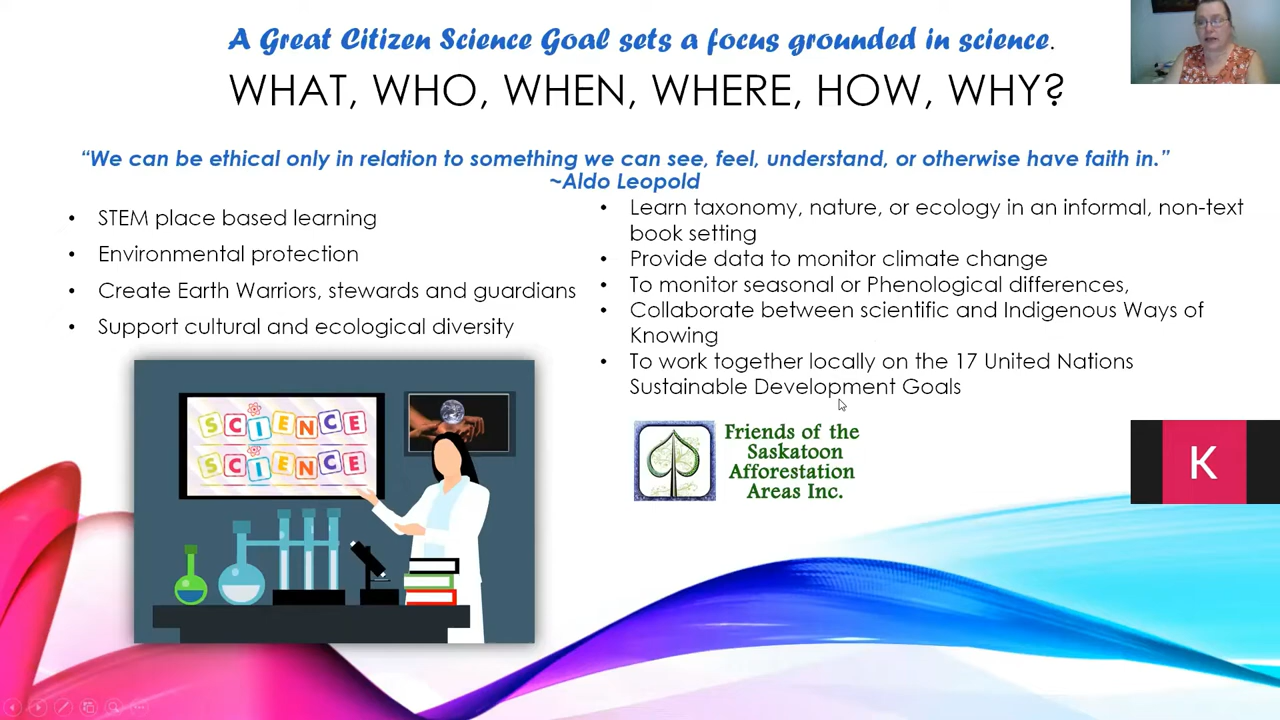 A Great Citizen Science Goal sets a focus grounded in science.
WHAT, WHO, WHEN, WHERE, HOW, WHY?
“We can be ethical only in relation to something we can see, feel, understand, or otherwise have faith in.”
~Aldo Leopold
• STEM place based learning
• Environmental protection
• Create Earth Warriors, stewards and guardians
• Support cultural and ecological diversity
• Learn taxonomy, nature, or ecology in an informal, non-text
book setting
• Provide data to monitor climate change
• To monitor seasonal or Phenological differences,
• Collaborate between scientific and Indigenous Ways of
Knowing
• To work together locally on the 17 United Nations
Sustainable Development Goals
SCIENCE
SCIENCE
Friends of the
Saskatoon
Afforestation
Areas Inc.
K